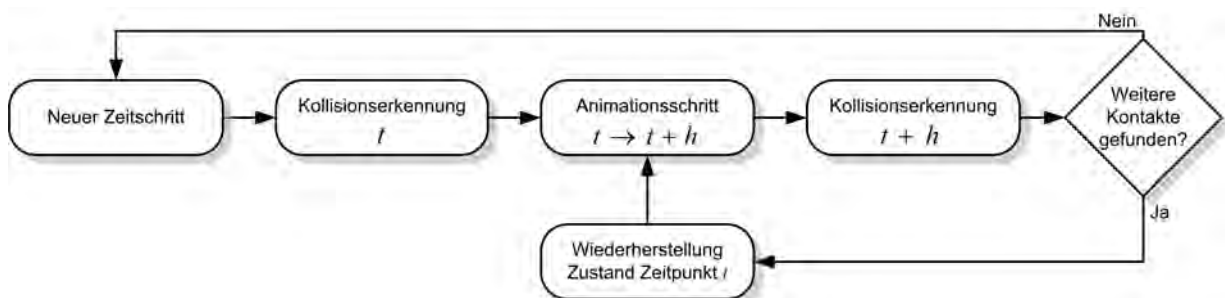 Nein
Neuer Zeitschritt
Kollisionserkennung
t
Animationsschritt
t → t + h
Kollisionserkennung
t + h
Weitere
Kontakte
gefunden?
Ja
Wiederherstellung
Zustand Zeitpunkt t